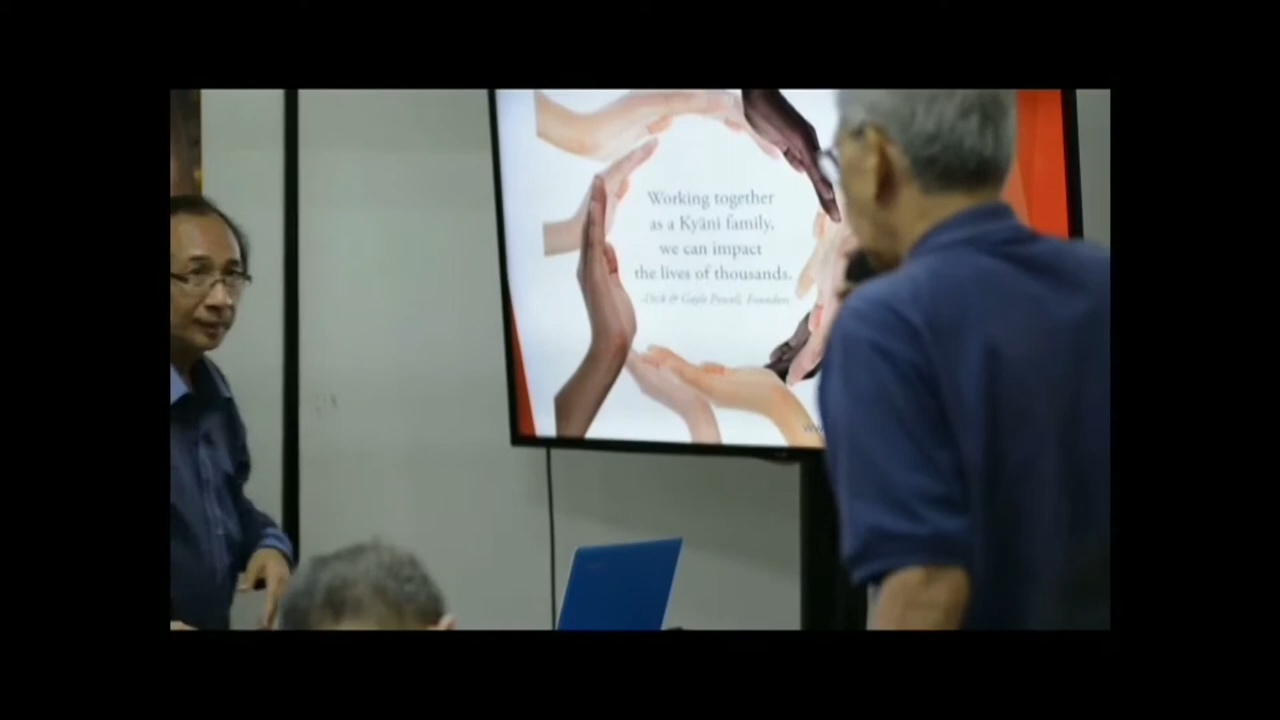 Working together
as a Kyäni family,
we can impact
the lives of thousands.
-Dick & Gayle Powell, Founders